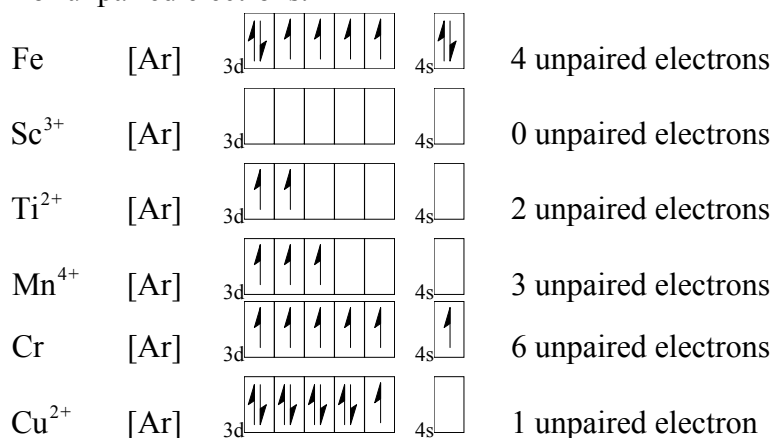 Fe [Ar] 3d 4s 4 unpaired electrons
Sc3+ [Ar] 3d 4s 0 unpaired electrons
Ti2+ [Ar] 3d 4s 2 unpaired electrons
Mn4+ [Ar] 3d 4s 3 unpaired electrons
Cr [Ar] 3d 4s 6 unpaired electrons
Cu2+ [Ar] 3d 4s 1 unpaired electron